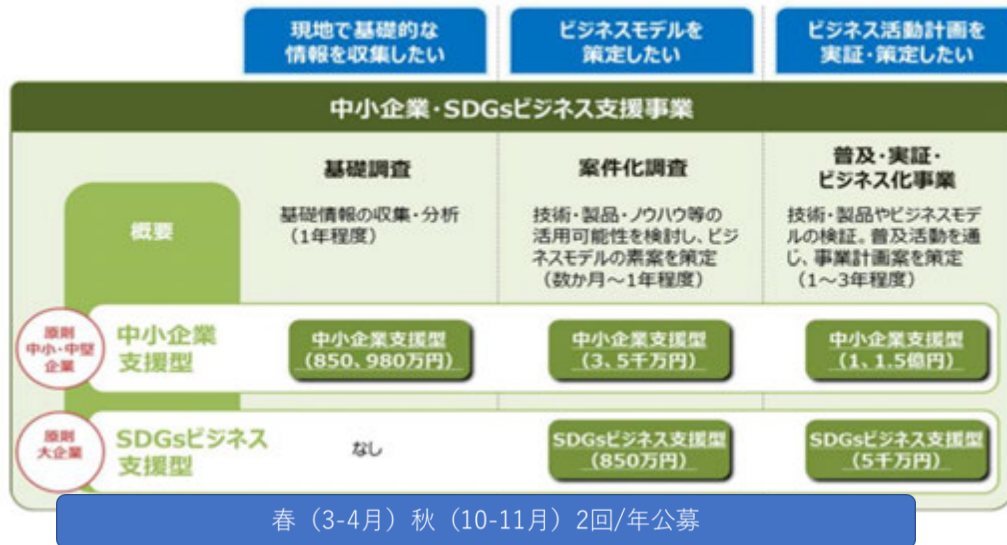 現地で基礎的な
情報を収集したい
ビジネスモデルを
策定したい
ビジネス活動計画を
実証・策定したい
中小企業・SDGsビジネス支援事業
概要
基礎調査
基礎情報の収集・分析
（1年程度）
案件化調査
技術・製品・ノウハウ等の
活用可能性を検討し、ビジ
ネスモデルの素案を策定
（数か月～1年程度）
普及・実証・
ビジネス化事業
技術・製品やビジネスモデ
ルの検証。普及活動を通
じ、事業計画案を策定
（1～3年程度）
原則
中小・中堅
企業
中小企業
支援型
中小企業支援型
（850、980万円）
中小企業支援型
（3、5千万円）
中小企業支援型
（1、1.5億円）
原則
大企業
SDGsビジネス
支援型
なし
SDGsビジネス支援型
（850万円）
SDGsビジネス支援型
（5千万円）
春（3-4月）秋（10-11月）2回/年公募